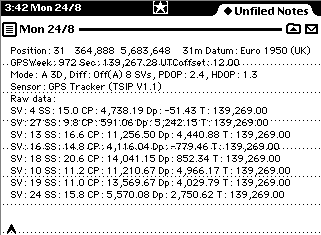 3:42 Mon 24/8
Unfiled Notes
Mon 24/8
Position: 31 364,888 5,683,648 31m Datum: Euro 1950 (UK)
GPSWeek: 972 Sec: 139,267.28 UTCoffset: 12.00
Mode: A 3D, Diff: Off(A) 8 SVs, PDOP: 2.4, HDOP: 1.3
Sensor: GPS Tracker (TSIP V1.1)
Raw data:
SV: 4 SS: 15.0 CP: 4,738.19 Dp: -51.43 T: 139,269.00
SV: 27 SS: 9.8 CP: 591.06 Dp: 5,242.15 T: 139,269.00
SV: 13 SS: 16.6 CP: 11,256.50 Dp: 4,440.88 T: 139,269.00
SV: 16 SS: 14.8 CP: 4,116.04 Dp: -779.46 T: 139,269.00
SV: 18 SS: 20.6 CP: 14,041.15 Dp: 852.34 T: 139,269.00
SV: 10 SS: 11.2 CP: 11,210.67 Dp: 4,966.17 T: 139,269.00
SV: 19 SS: 11.0 CP: 13,569.67 Dp: 4,029.79 T: 139,269.00
SV: 24 SS: 15.8 CP: 5,570.08 Dp: 2,750.62 T: 139,269.00